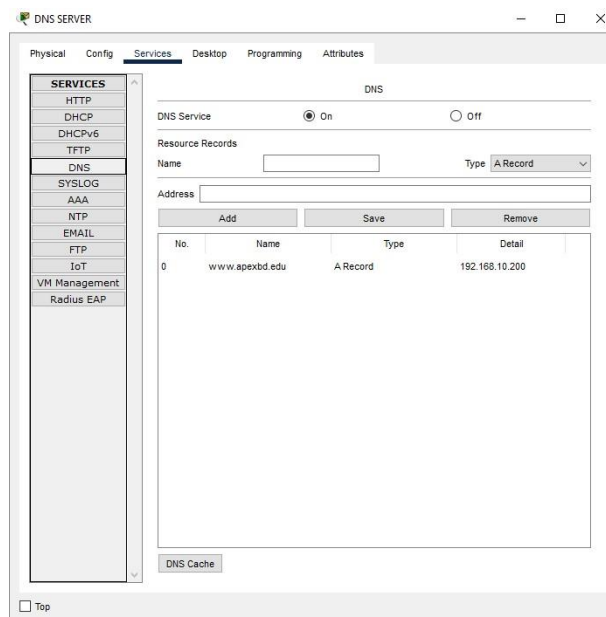 DNS SERVER
Physical Config Services Desktop Programming Attributes
SERVICES
HTTP
DHCP
DHCPv6
TFTP
DNS
SYSLOG
AAA
NTP
EMAIL
FTP
IoT
VM Management
Radius EAP
DNS
DNS Service On Off
Resource Records
Name Type A Record
Address
Add Save Remove
No. Name Type Detail
0 www.apexbd.edu A Record 192.168.10.200
DNS Cache
Top